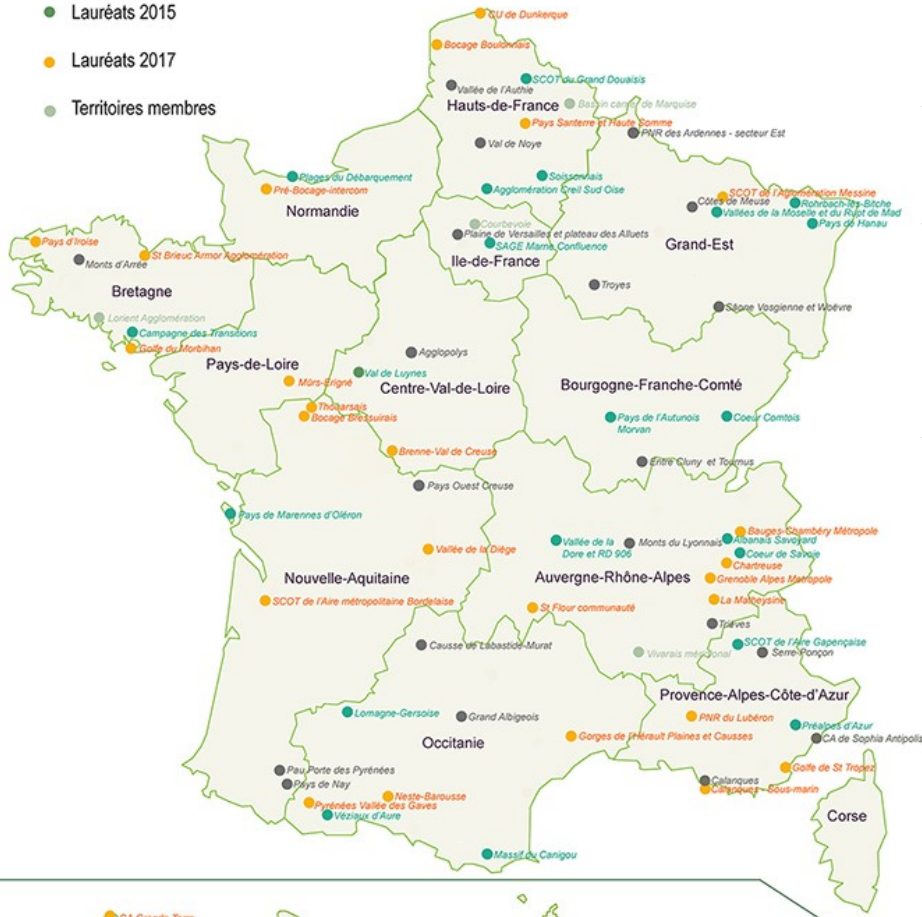 Lauréats 2015
Lauréats 2017
Territoires membres
CU de Dunkerque
Bocage Boulonnais
SCOT du Grand Douaisis
Vallée de l'Authie
Hauts-de-France
Bassin carrier de Marquise
Pays Santerre et Haute Somme
PNR des Ardennes - secteur Est
Val de Noye
Plages du Débarquement
Soissonnais
Pré-Bocage-intercom
Agglomération Creil Sud Oise
SCOT de l'Aglomération Messine
Côtes de Meuse
Rohrbach-lès-Bitche
Normandie
Vallées de la Moselle et du Rupt de Mad
Courbevoie
Pays de Hanau
Plaine de Versailles et plateau des Alluets
Pays d'Iroise
SAGE Marne Confluence
Grand-Est
St Brieuc Armor Agglomération
Monts d'Arrée
Ile-de-France
Bretagne
Troyes
Saône Vosgienne et Woëvre
Lorient Agglomération
Campagne des Transitions
Golfe du Morbihan
Agglopolys
Pays-de-Loire
Val de Luynes
Mûrs-Erigné
Centre-Val-de-Loire
Bourgogne-Franche-Comté
Thouarsais
Bocage Bressuirais
Pays de l'Autunois
Morvan
Coeur Comtois
Brenne-Val de Creuse
Entre Cluny et Tournus
Pays Ouest Creuse
Pays de Marennes d'Oléron
Bauges-Chambéry Métropole
Albanais Savoyard
Vallée de la
Dore et RD 906
Monts du Lyonnais
Vallée de la Diège
Coeur de Savoie
Chartreuse
Nouvelle-Aquitaine
Auvergne-Rhône-Alpes
Grenoble Alpes Metropole
SCOT de l'Aire métropolitaine Bordelaise
La Matheysine
St Flour communauté
Trièves
Causse de Labastide-Murat
SCOT de l'Aire Gapençaise
Vivarais méridional
Serre-Ponçon
Provence-Alpes-Côte-d'Azur
Lomagne-Gersoise
Grand Albigeois
PNR du Lubéron
Préalpes d'Azur
Occitanie
Gorges de l'Hérault Plaines et Causses
CA de Sophia Antipolis
Pau Porte des Pyrénées
Golfe de St Tropez
Pays de Nay
Calanques
Calanques - Sous-marin
Neste-Barousse
Pyrénées Vallée des Gaves
Véziaux d'Aure
Corse
Massif du Canigou